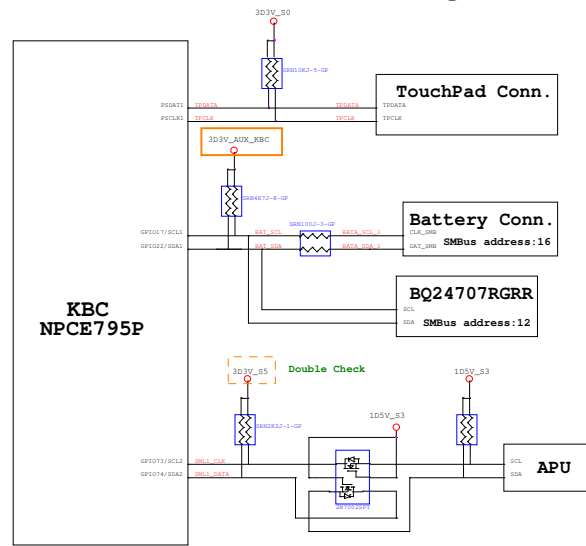 3D3V_S0
SRN10KJ-5-GP
TouchPad Conn.
PSDAT1 TPDATA TPDATA TPDATA
PSCLK1 TPCLK TPCLK TPCLK
3D3V_AUX_KBC
SRN4K7J-8-GP
SRN100J-3-GP
Battery Conn.
GPIO17/SCL1 BAT_SCL BATA_SCL_1 CLK_SMB
GPIO22/SDA1 BAT_SDA BATA_SDA_1 DAT_SMB
SMBus address:16
BQ24707RGRR
SCL
SDA
SMBus address:12
KBC
NPCE795P
3D3V_S5
Double Check
1D5V_S3
1D5V_S3
SRN2K2J-1-GP
GPIO73/SCL2 SML1_CLK SCL
GPIO74/SDA2 SML1_DATA SDA
APU